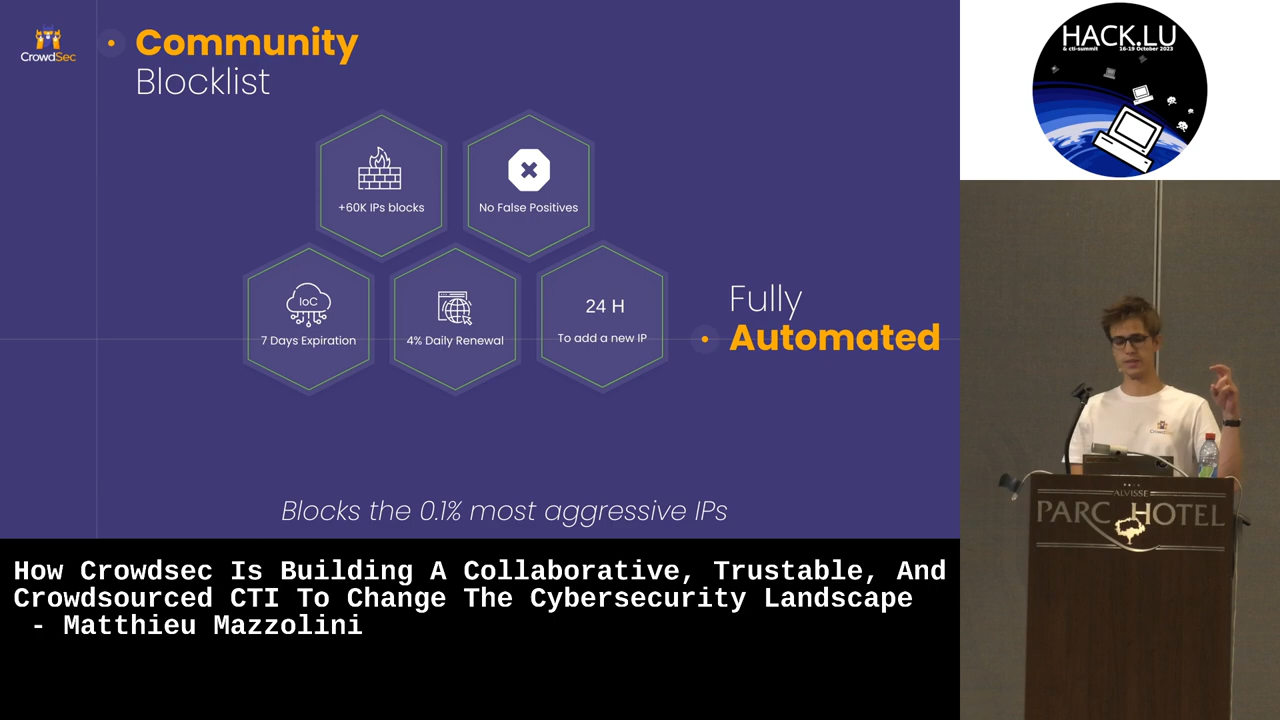 CrowdSec
Community
Blocklist
+60K IPs blocks
No False Positives
IoC
7 Days Expiration
4% Daily Renewal
24 H
To add a new IP
Fully
Automated
Blocks the 0.1% most aggressive IPs
HACK.LU
& cti-summit 16-19 October 2023
CrowdSec
ALVISSE
PARC HOTEL
How Crowdsec Is Building A Collaborative, Trustable, And
Crowdsourced CTI To Change The Cybersecurity Landscape
- Matthieu Mazzolini